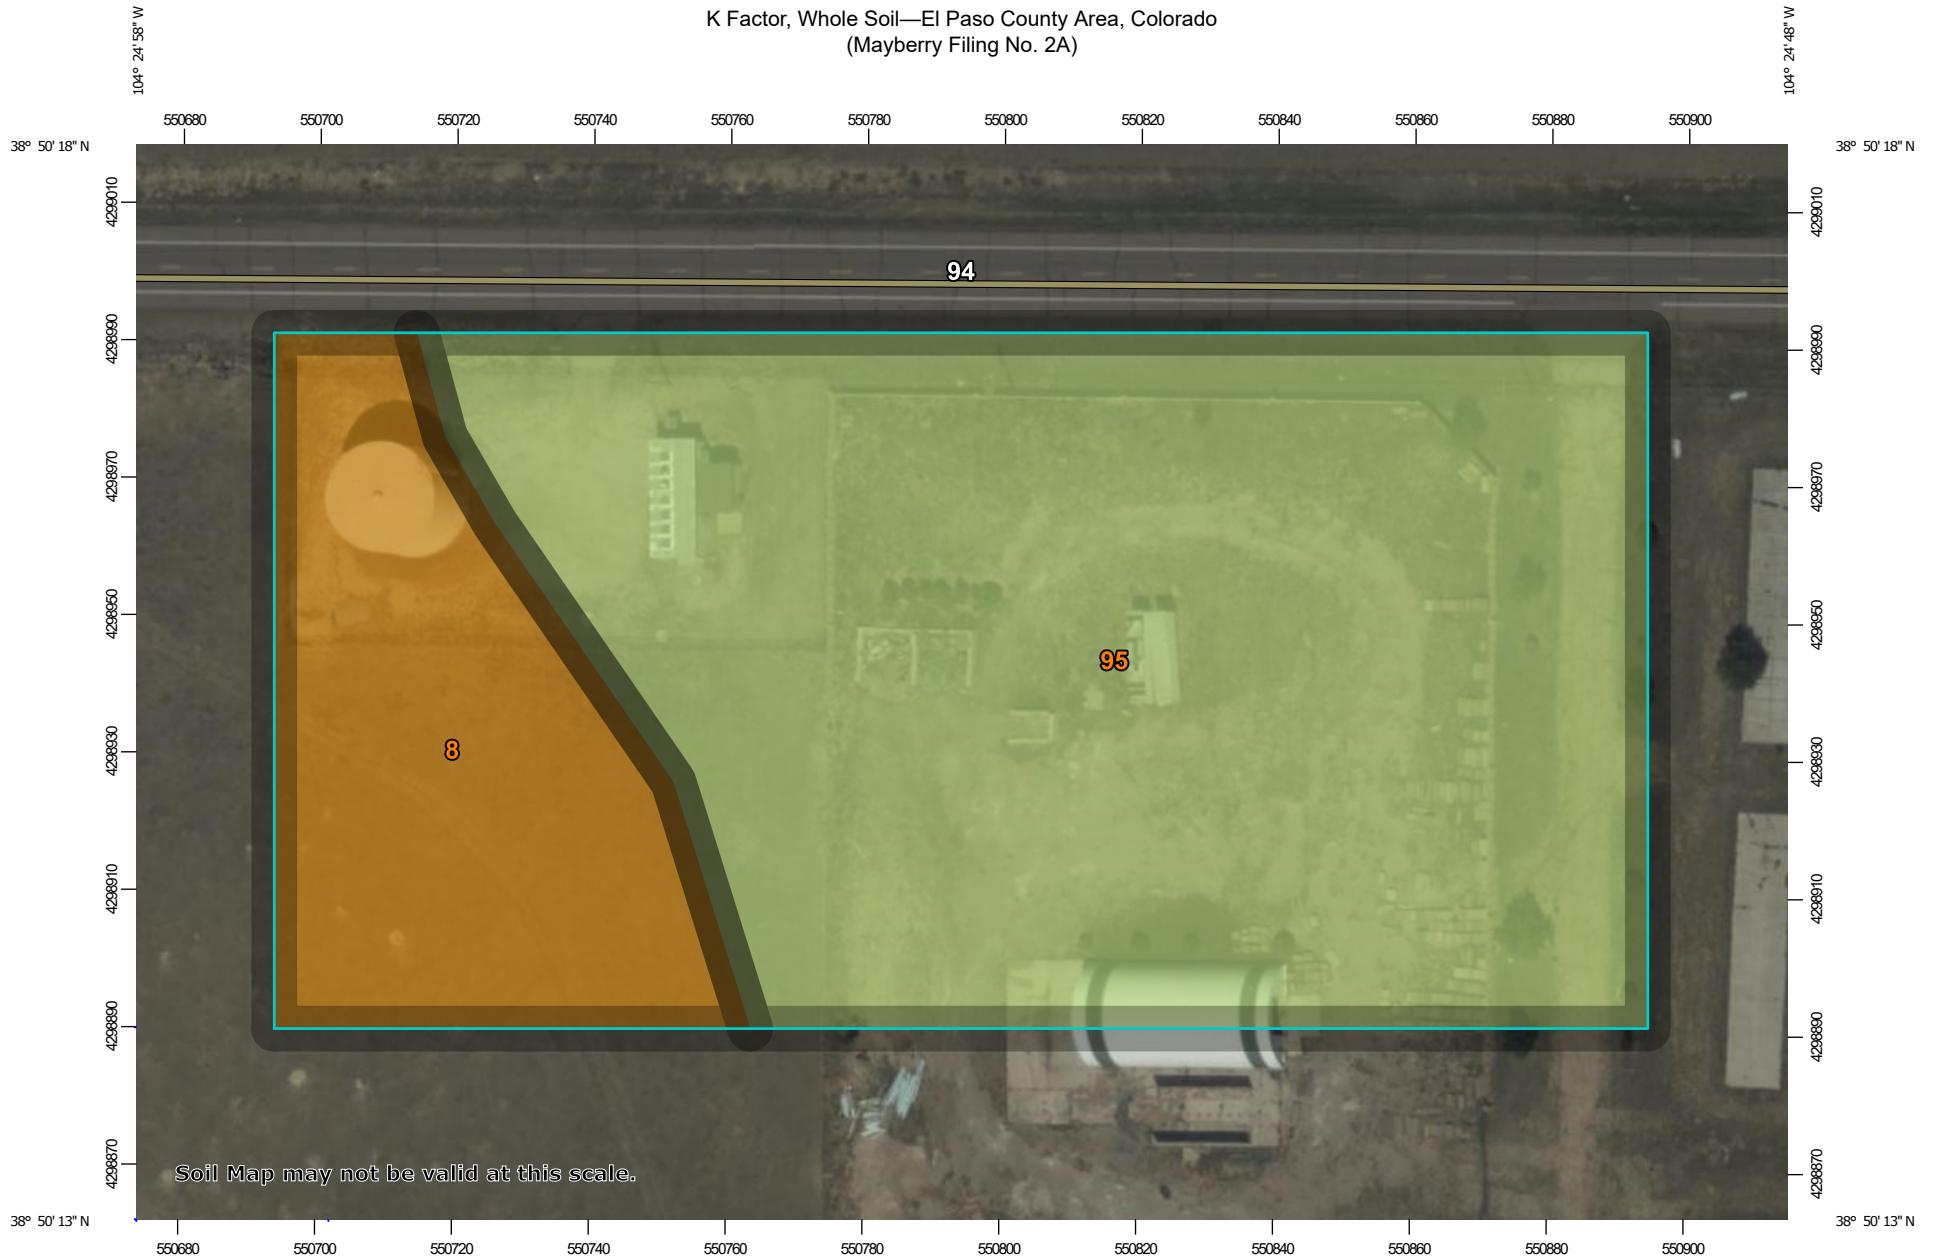 K Factor, Whole Soil—El Paso County Area, Colorado
(Mayberry Filing No. 2A)
104° 24' 58" W
104° 24' 48" W
550680 550700 550720 550740 550760 550780 550800 550820 550840 550860 550880 550900
38° 50' 18" N
38° 50' 18" N
4299010
4299010
94
4298990
4298990
4298970
4298970
4298950
4298950
95
8
4298930
4298930
4298910
4298910
4298890
4298890
4298870
4298870
Soil Map may not be valid at this scale.
38° 50' 13" N
38° 50' 13" N
550680 550700 550720 550740 550760 550780 550800 550820 550840 550860 550880 550900